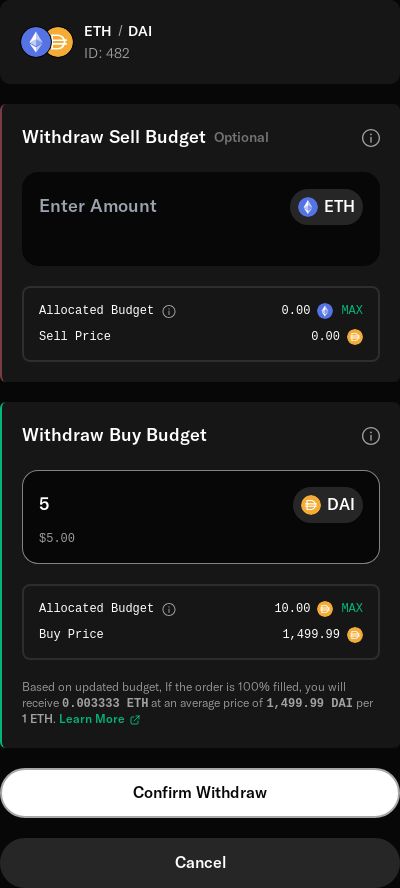 ETH / DAI
ID: 482
Withdraw Sell Budget Optional
Enter Amount ETH
Allocated Budget 0.00 MAX
Sell Price 0.00
Withdraw Buy Budget
5 DAI
$5.00
Allocated Budget 10.00 MAX
Buy Price 1,499.99
Based on updated budget, If the order is 100% filled, you will
receive 0.003333 ETH at an average price of 1,499.99 DAI per
1 ETH. Learn More
Confirm Withdraw
Cancel